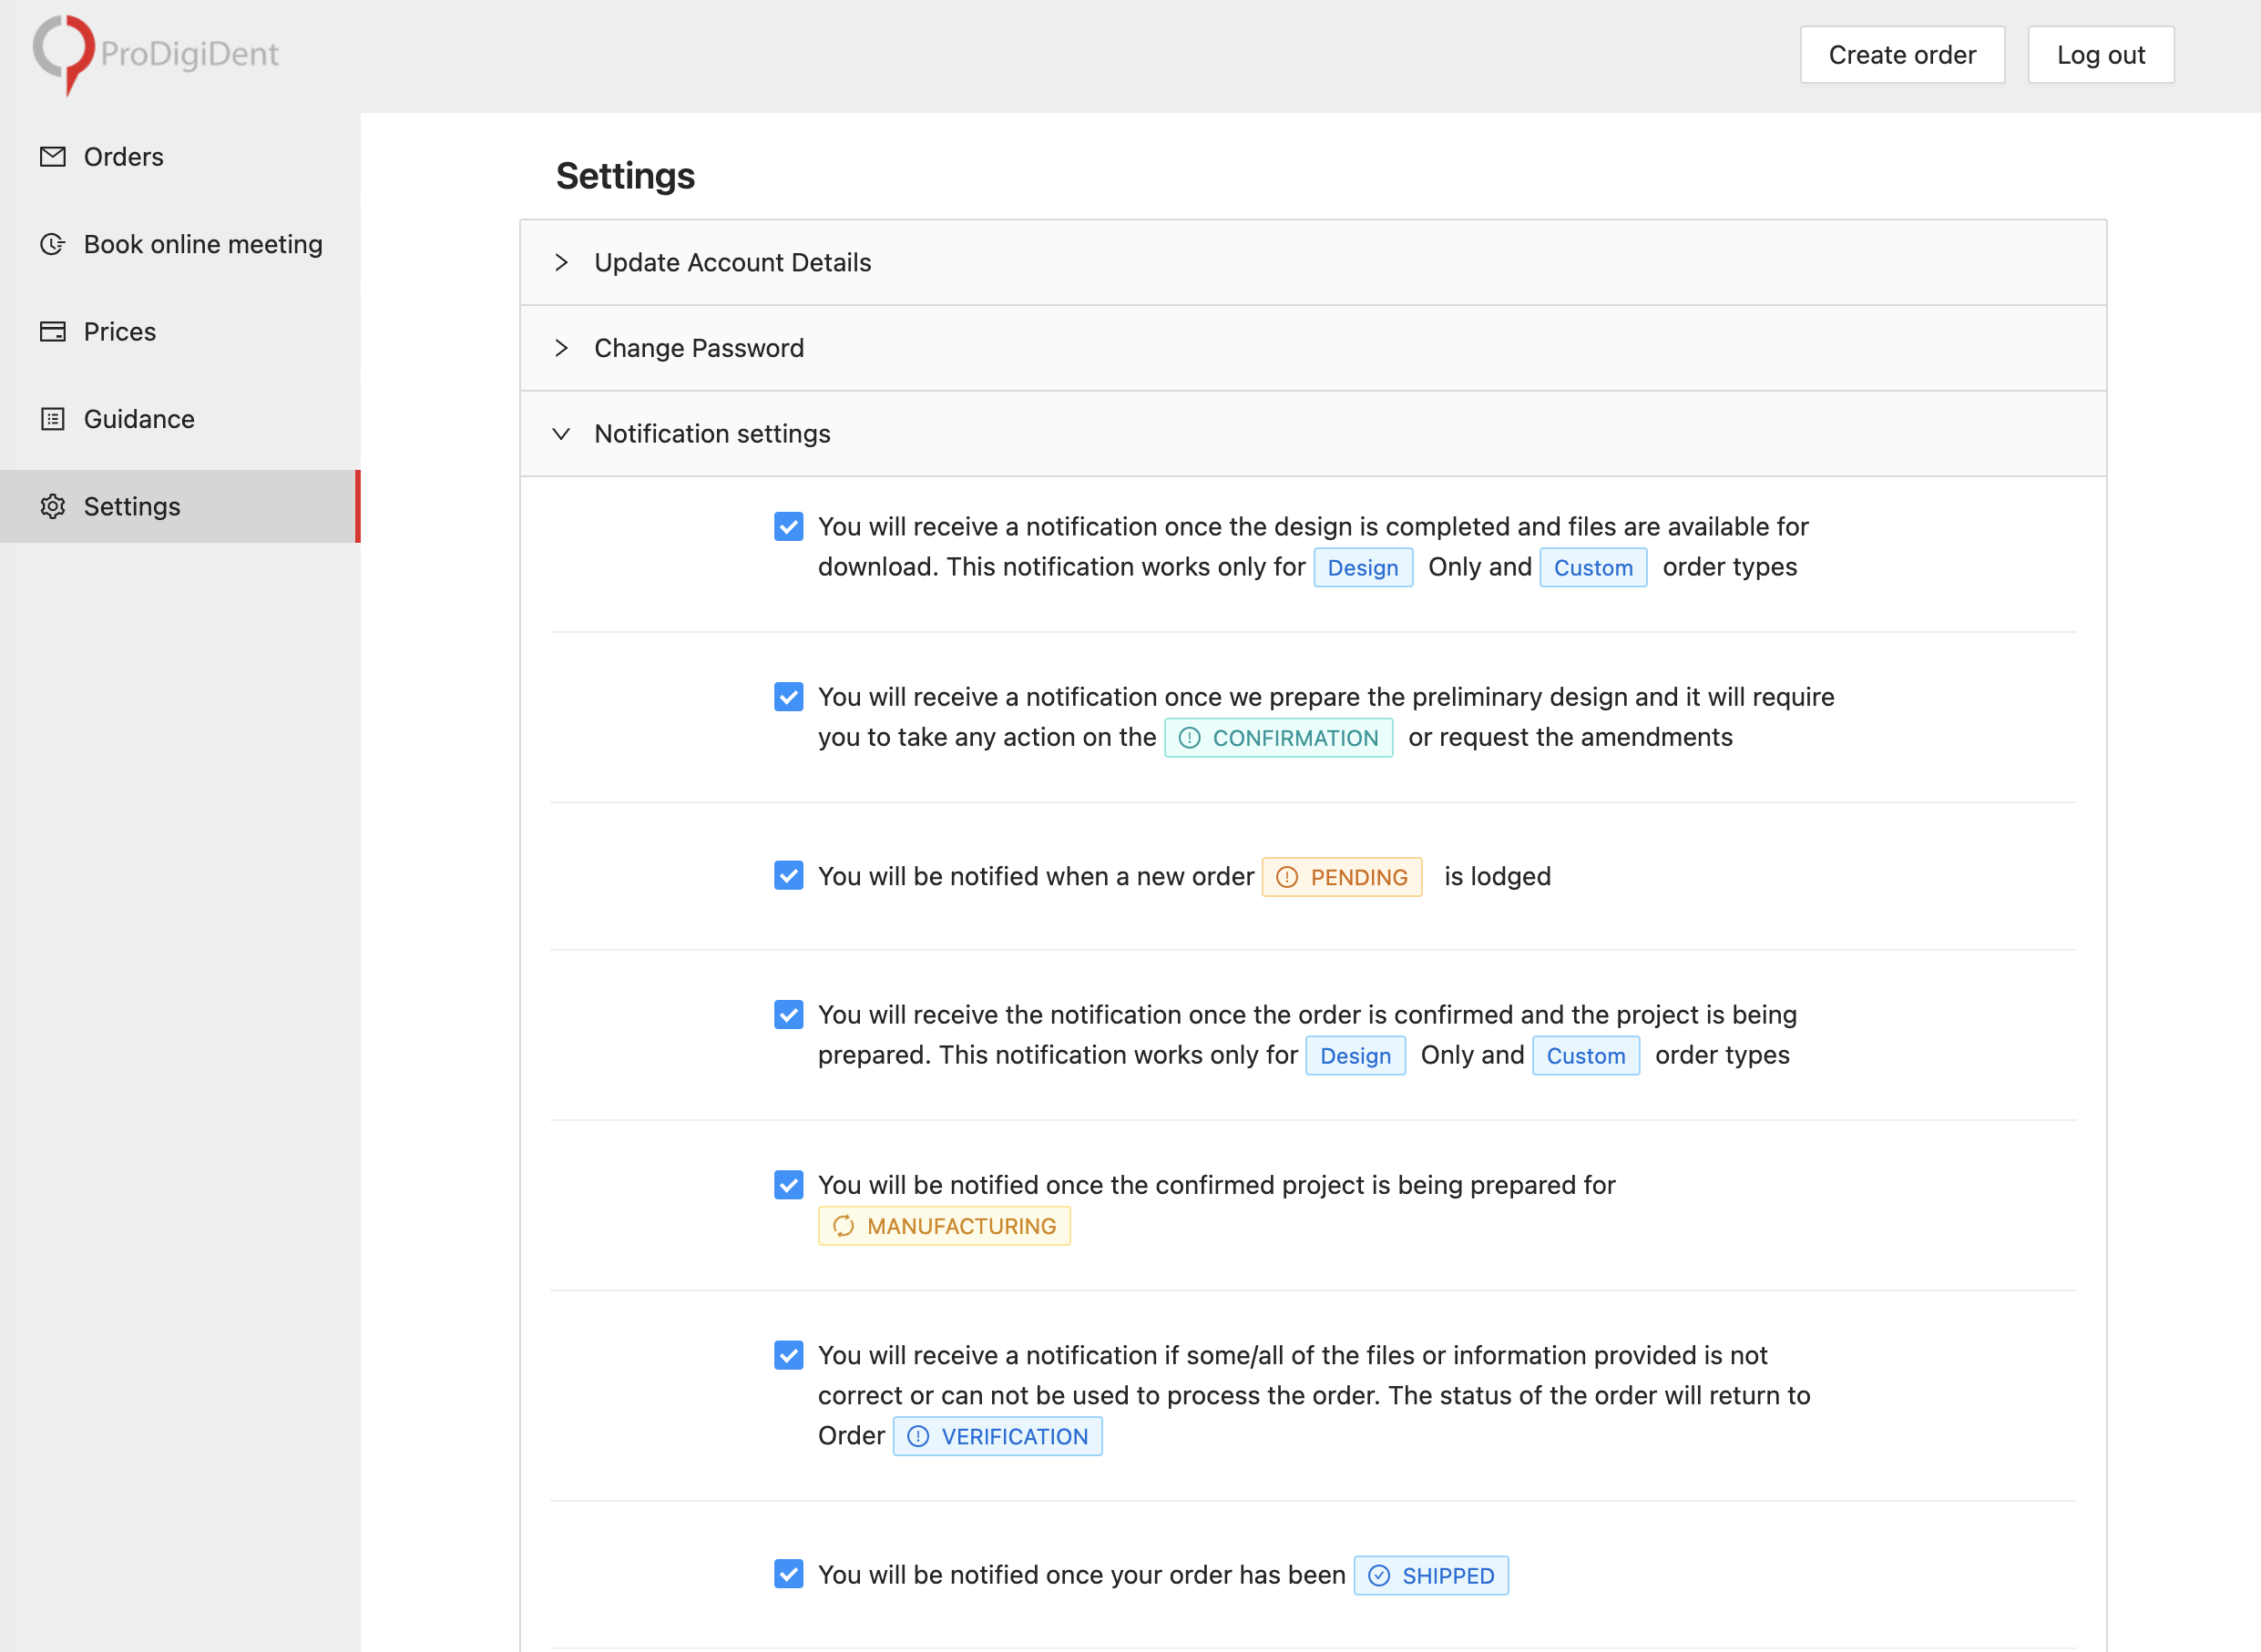 ProDigiDent
Create order
Log out
Orders
Book online meeting
Prices
Guidance
Settings
Settings
Update Account Details
Change Password
Notification settings
You will receive a notification once the design is completed and files are available for
download. This notification works only for Design Only and Custom order types
You will receive a notification once we prepare the preliminary design and it will require
you to take any action on the CONFIRMATION or request the amendments
You will be notified when a new order PENDING is lodged
You will receive the notification once the order is confirmed and the project is being
prepared. This notification works only for Design Only and Custom order types
You will be notified once the confirmed project is being prepared for
MANUFACTURING
You will receive a notification if some/all of the files or information provided is not
correct or can not be used to process the order. The status of the order will return to
Order VERIFICATION
You will be notified once your order has been SHIPPED